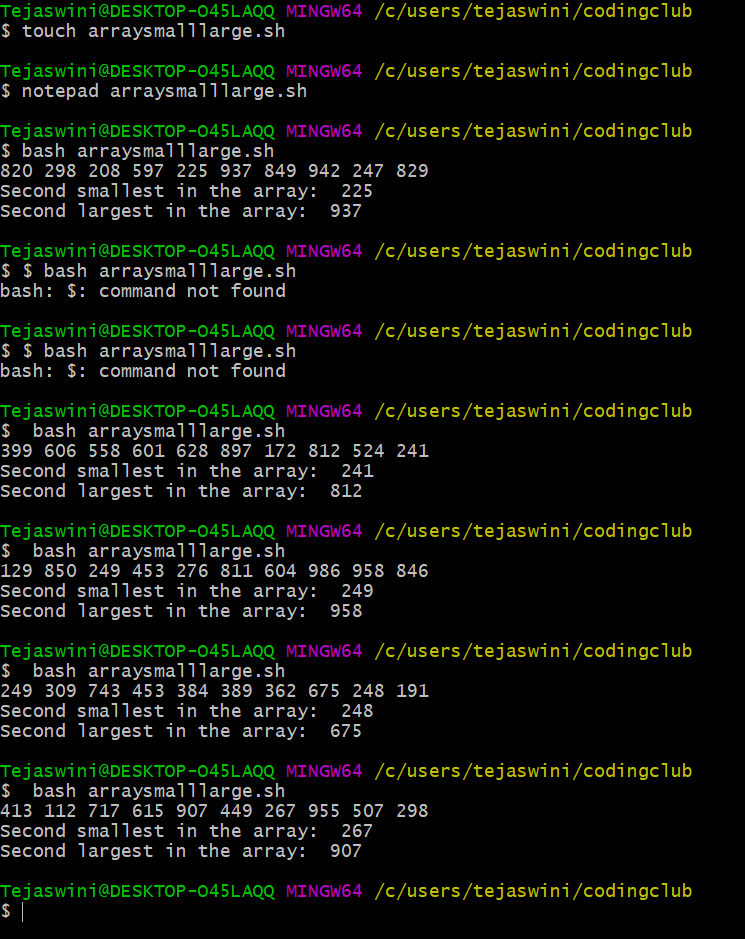 Tejaswini@DESKTOP-O45LAQQ MINGW64 /c/users/tejaswini/codingclub
$ touch arraysmalllarge.sh
Tejaswini@DESKTOP-O45LAQQ MINGW64 /c/users/tejaswini/codingclub
$ notepad arraysmalllarge.sh
Tejaswini@DESKTOP-O45LAQQ MINGW64 /c/users/tejaswini/codingclub
$ bash arraysmalllarge.sh
820 298 208 597 225 937 849 942 247 829
Second smallest in the array:  225
Second largest in the array:  937
Tejaswini@DESKTOP-O45LAQQ MINGW64 /c/users/tejaswini/codingclub
$ $ bash arraysmalllarge.sh
bash: $: command not found
Tejaswini@DESKTOP-O45LAQQ MINGW64 /c/users/tejaswini/codingclub
$ $ bash arraysmalllarge.sh
bash: $: command not found
Tejaswini@DESKTOP-O45LAQQ MINGW64 /c/users/tejaswini/codingclub
$  bash arraysmalllarge.sh
399 606 558 601 628 897 172 812 524 241
Second smallest in the array:  241
Second largest in the array:  812
Tejaswini@DESKTOP-O45LAQQ MINGW64 /c/users/tejaswini/codingclub
$  bash arraysmalllarge.sh
129 850 249 453 276 811 604 986 958 846
Second smallest in the array:  249
Second largest in the array:  958
Tejaswini@DESKTOP-O45LAQQ MINGW64 /c/users/tejaswini/codingclub
$  bash arraysmalllarge.sh
249 309 743 453 384 389 362 675 248 191
Second smallest in the array:  248
Second largest in the array:  675
Tejaswini@DESKTOP-O45LAQQ MINGW64 /c/users/tejaswini/codingclub
$  bash arraysmalllarge.sh
413 112 717 615 907 449 267 955 507 298
Second smallest in the array:  267
Second largest in the array:  907
Tejaswini@DESKTOP-O45LAQQ MINGW64 /c/users/tejaswini/codingclub
$